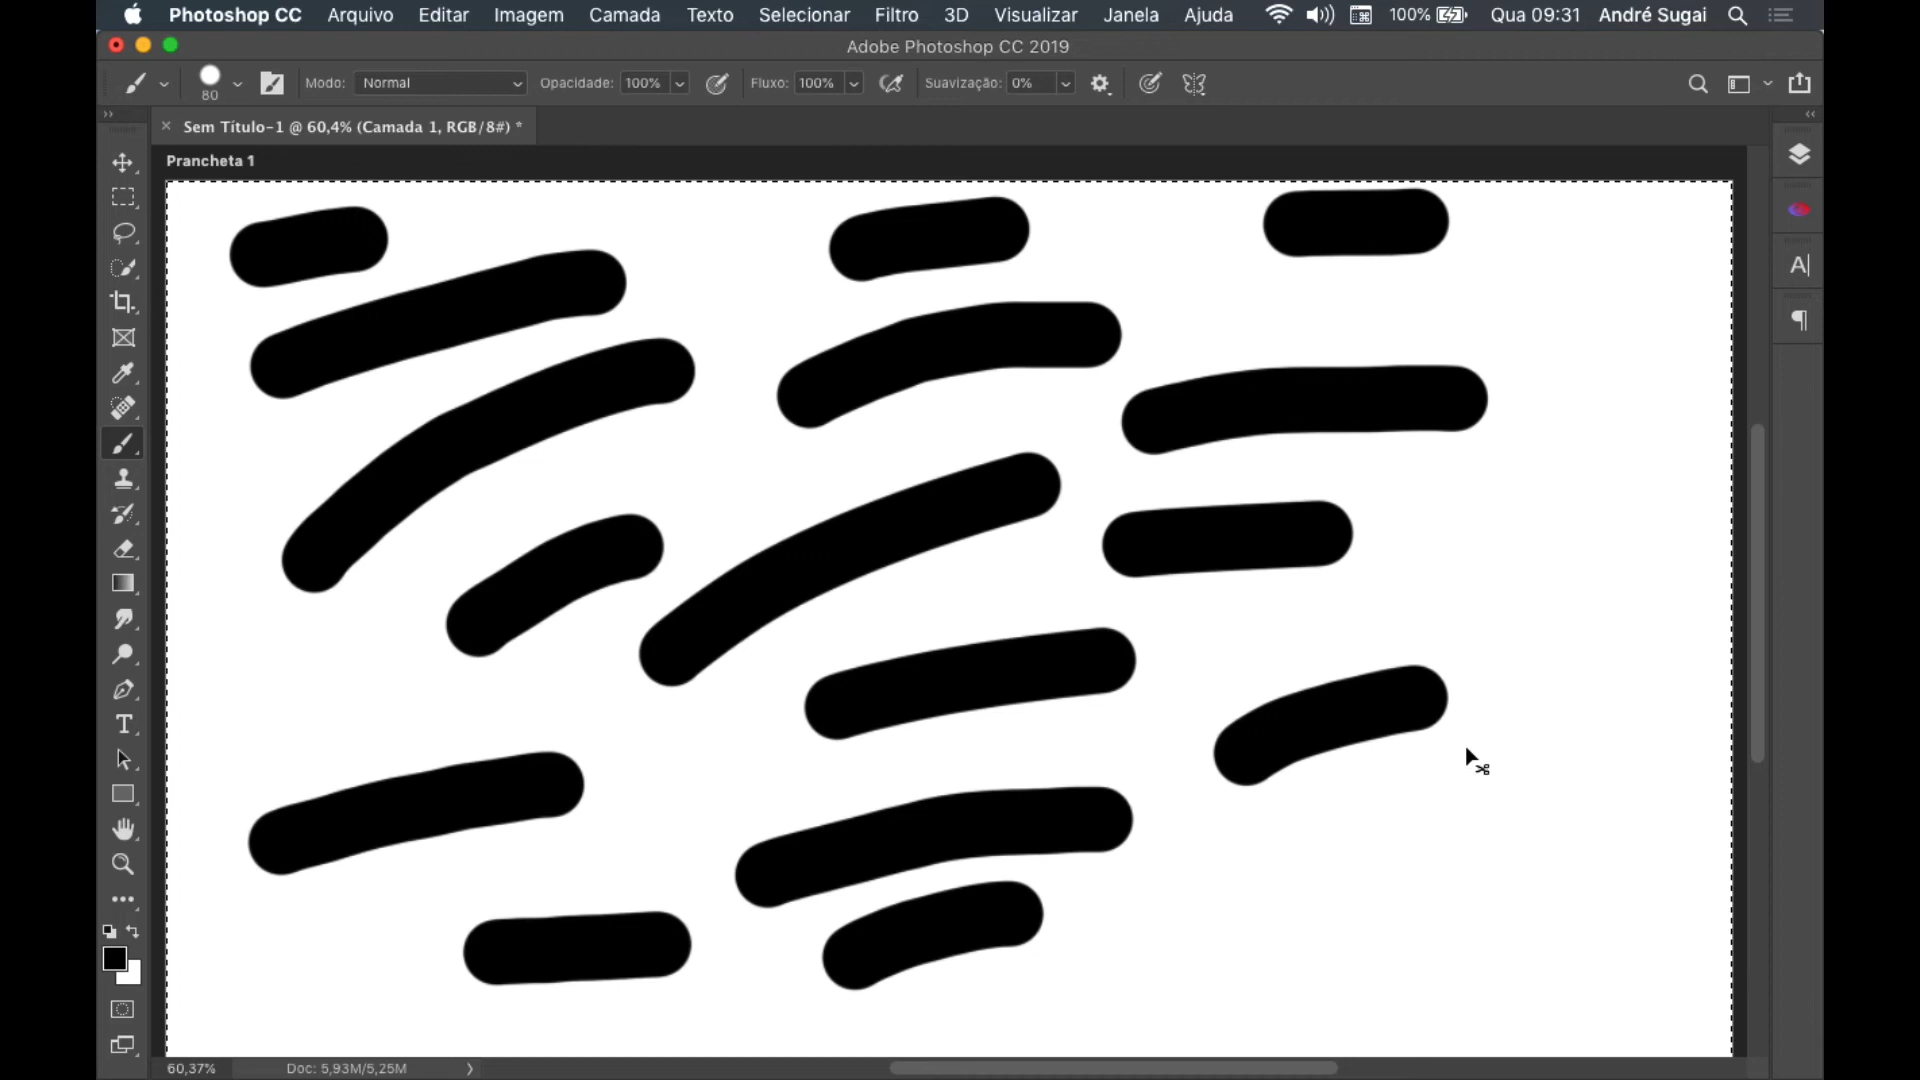 Photoshop CC Arquivo Editar Imagem Camada Texto Selecionar Filtro 3D Visualizar Janela Ajuda 100% Qua 09:31 André Sugai
Adobe Photoshop CC 2019
80 Modo: Normal Opacidade: 100% Fluxo: 100% Suavização: 0%
Sem Título-1 @ 60,4% (Camada 1, RGB/8#) *
Prancheta 1
60,37% Doc: 5,93M/5,25M